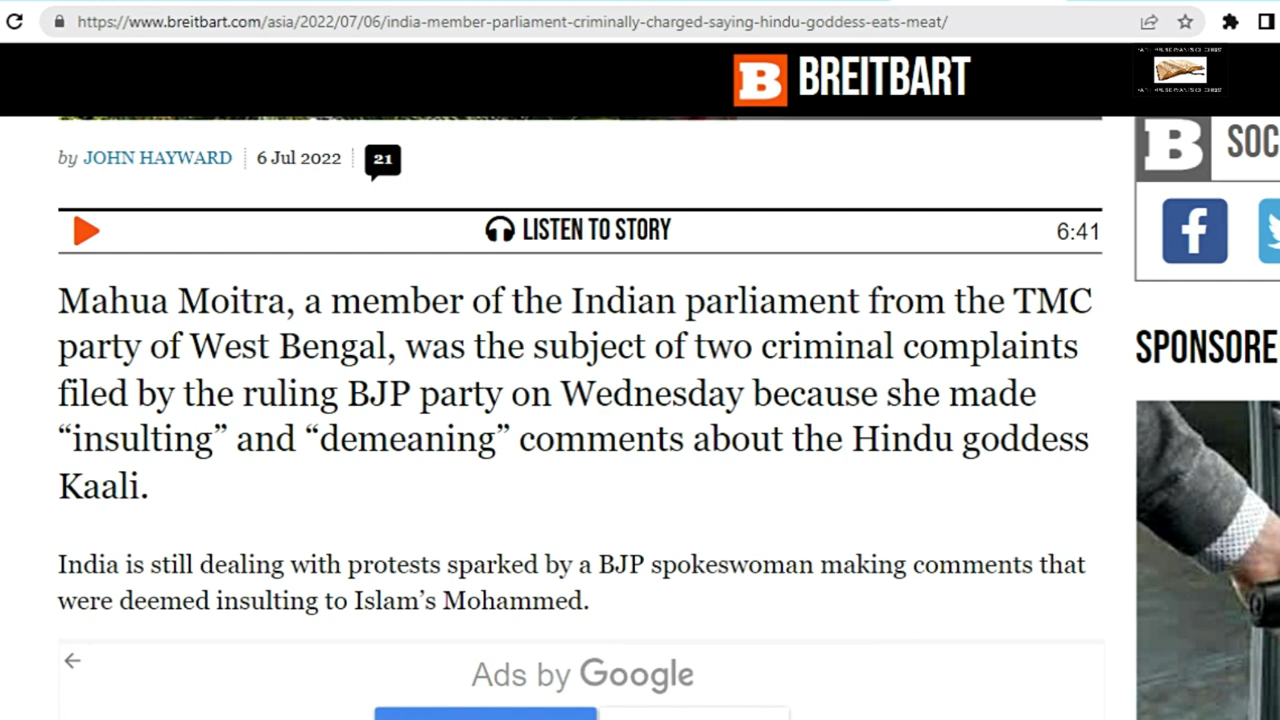 https://www.breitbart.com/asia/2022/07/06/india-member-parliament-criminally-charged-saying-hindu-goddess-eats-meat/
B BREITBART
by JOHN HAYWARD 6 Jul 2022 21
B SOC
LISTEN TO STORY 6:41
f
Mahua Moitra, a member of the Indian parliament from the TMC
party of West Bengal, was the subject of two criminal complaints
filed by the ruling BJP party on Wednesday because she made
“insulting” and “demeaning” comments about the Hindu goddess
Kaali.
SPONSORE
India is still dealing with protests sparked by a BJP spokeswoman making comments that
were deemed insulting to Islam’s Mohammed.
Ads by Google